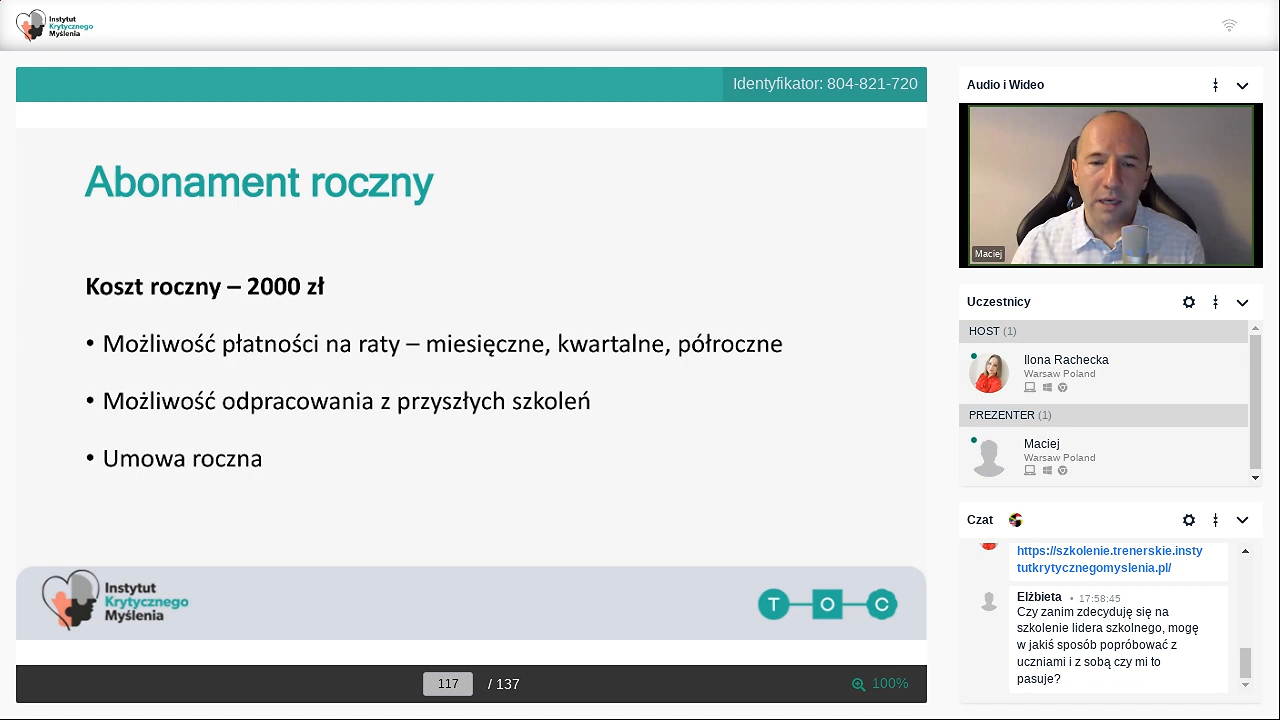 Instytut
Krytycznego
Myślenia
Identyfikator: 804-821-720
Abonament roczny
Koszt roczny – 2000 zł
• Możliwość płatności na raty – miesięczne, kwartalne, półroczne
• Możliwość odpracowania z przyszłych szkoleń
• Umowa roczna
Instytut
Krytycznego
Myślenia
T O C
117 / 137
100%
Audio i Wideo
Maciej
Uczestnicy
HOST (1)
Ilona Rachecka
Warsaw Poland
PREZENTER (1)
Maciej
Warsaw Poland
Czat
https://szkolenie.trenerskie.insty
tutkrytycznegomyslenia.pl/
Elżbieta • 17:58:45
Czy zanim zdecyduję się na
szkolenie lidera szkolnego, mogę
w jakiś sposób popróbować z
uczniami i z sobą czy mi to
pasuje?